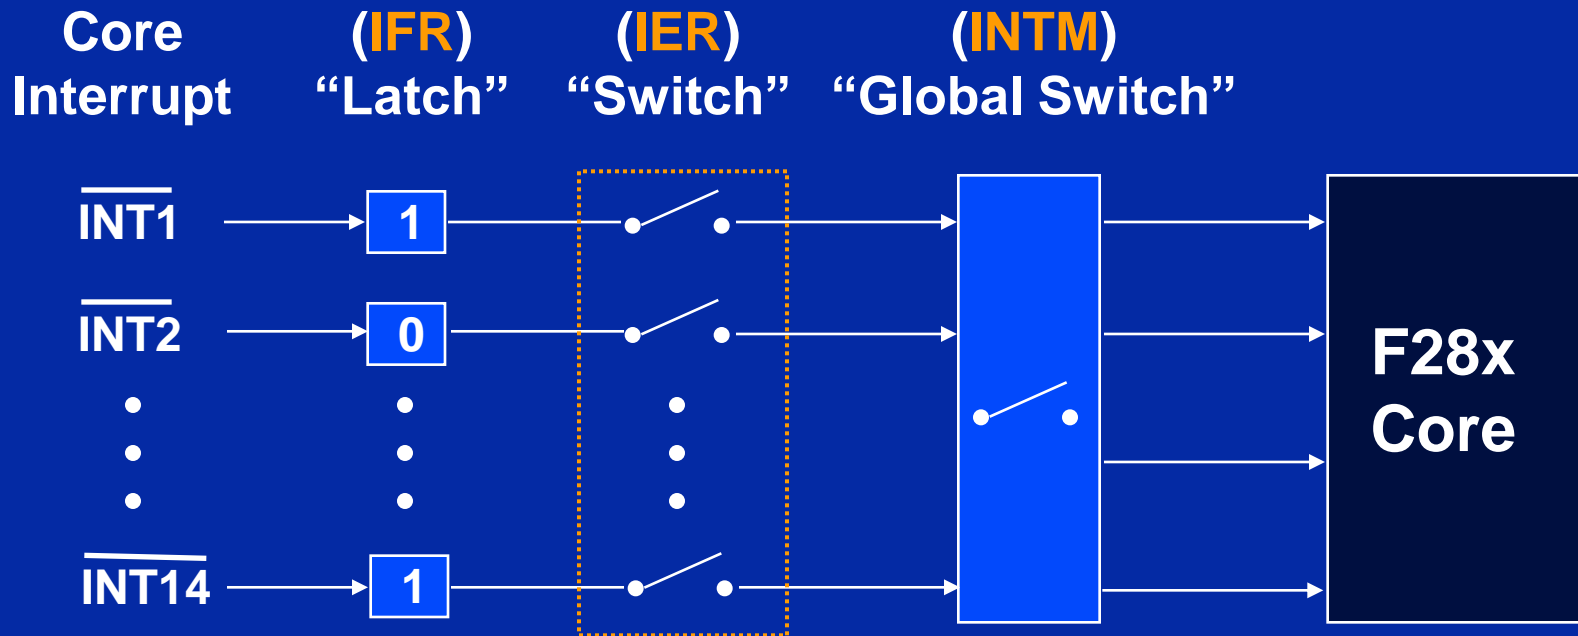 Core (IFR) (IER) (INTM)
Interrupt “Latch” “Switch” “Global Switch”
INT1 1
INT2 0
F28x
Core
INT14 1